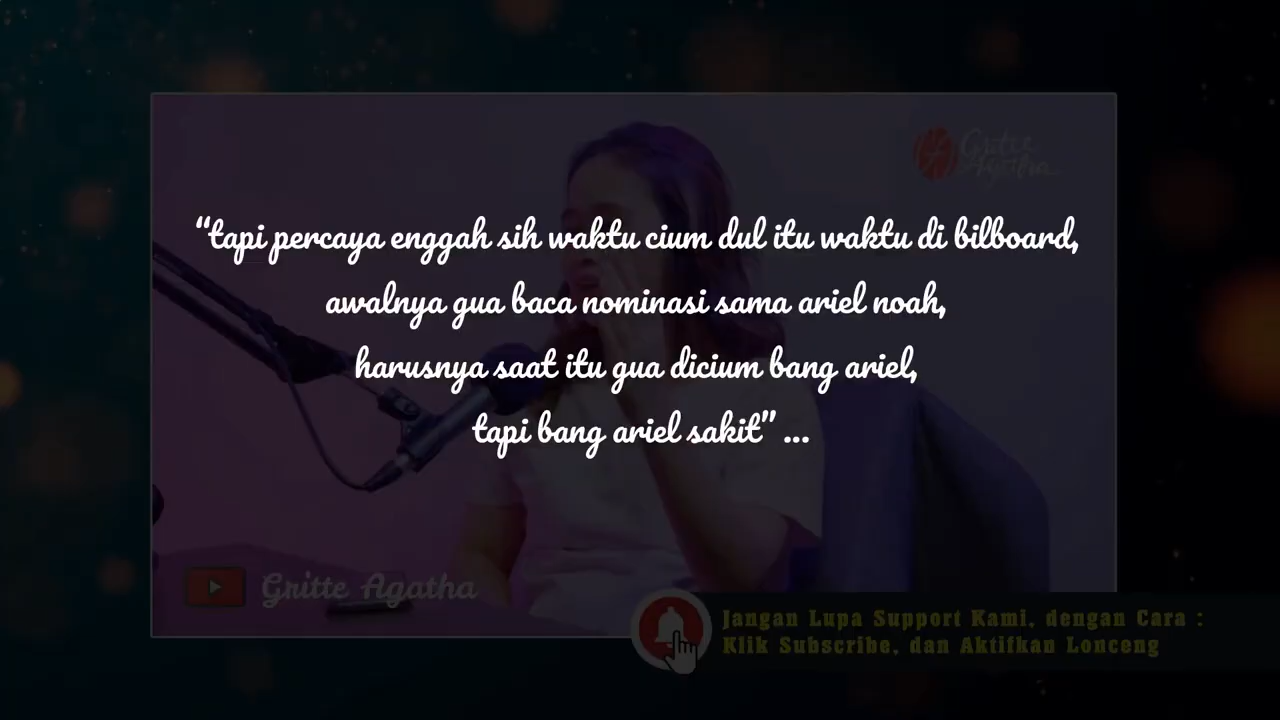 Gritte
Agatha
“tapi percaya enggah sih waktu cium dul itu waktu di bilboard,
awalnya gua baca nominasi sama ariel noah,
harusnya saat itu gua dicium bang ariel,
tapi bang ariel sakit” ...
Gritte Agatha
Jangan Lupa Support Kami, dengan Cara :
Klik Subscribe, dan Aktifkan Lonceng